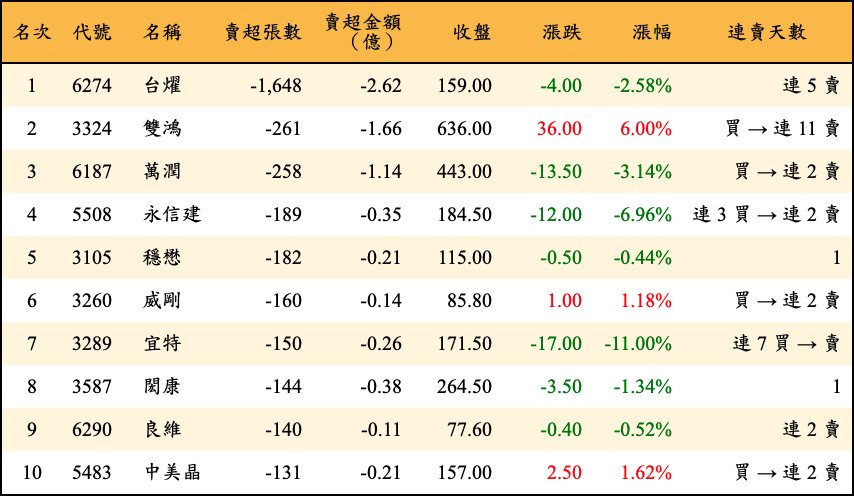 名次 代號 名稱 賣超張數 賣超金額（億） 收盤 漲跌 漲幅 連賣天數
1 6274 台燿 -1,648 -2.62 159.00 -4.00 -2.58% 連 5 賣
2 3324 雙鴻 -261 -1.66 636.00 36.00 6.00% 買 → 連 11 賣
3 6187 萬潤 -258 -1.14 443.00 -13.50 -3.14% 買 → 連 2 賣
4 5508 永信建 -189 -0.35 184.50 -12.00 -6.96% 連 3 買 → 連 2 賣
5 3105 穩懋 -182 -0.21 115.00 -0.50 -0.44% 1
6 3260 威剛 -160 -0.14 85.80 1.00 1.18% 買 → 連 2 賣
7 3289 宜特 -150 -0.26 171.50 -17.00 -11.00% 連 7 買 → 賣
8 3587 閎康 -144 -0.38 264.50 -3.50 -1.34% 1
9 6290 良維 -140 -0.11 77.60 -0.40 -0.52% 連 2 賣
10 5483 中美晶 -131 -0.21 157.00 2.50 1.62% 買 → 連 2 賣